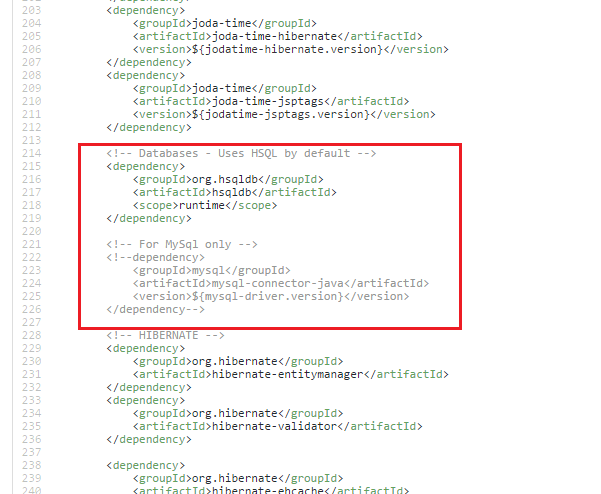 203 <dependency>
204 <groupId>joda-time</groupId>
205 <artifactId>joda-time-hibernate</artifactId>
206 <version>${jodatime-hibernate.version}</version>
207 </dependency>
208 <dependency>
209 <groupId>joda-time</groupId>
210 <artifactId>joda-time-jsptags</artifactId>
211 <version>${jodatime-jsptags.version}</version>
212 </dependency>
213
214 <!-- Databases - Uses HSQL by default -->
215 <dependency>
216 <groupId>org.hsqldb</groupId>
217 <artifactId>hsqldb</artifactId>
218 <scope>runtime</scope>
219 </dependency>
220
221 <!-- For MySql only -->
222 <!--dependency>
223 <groupId>mysql</groupId>
224 <artifactId>mysql-connector-java</artifactId>
225 <version>${mysql-driver.version}</version>
226 </dependency-->
227
228 <!-- HIBERNATE -->
229 <dependency>
230 <groupId>org.hibernate</groupId>
231 <artifactId>hibernate-entitymanager</artifactId>
232 </dependency>
233 <dependency>
234 <groupId>org.hibernate</groupId>
235 <artifactId>hibernate-validator</artifactId>
236 </dependency>
237
238 <dependency>
239 <groupId>org.hibernate</groupId>
240 <artifactId>hibernate-ehcache</artifactId>